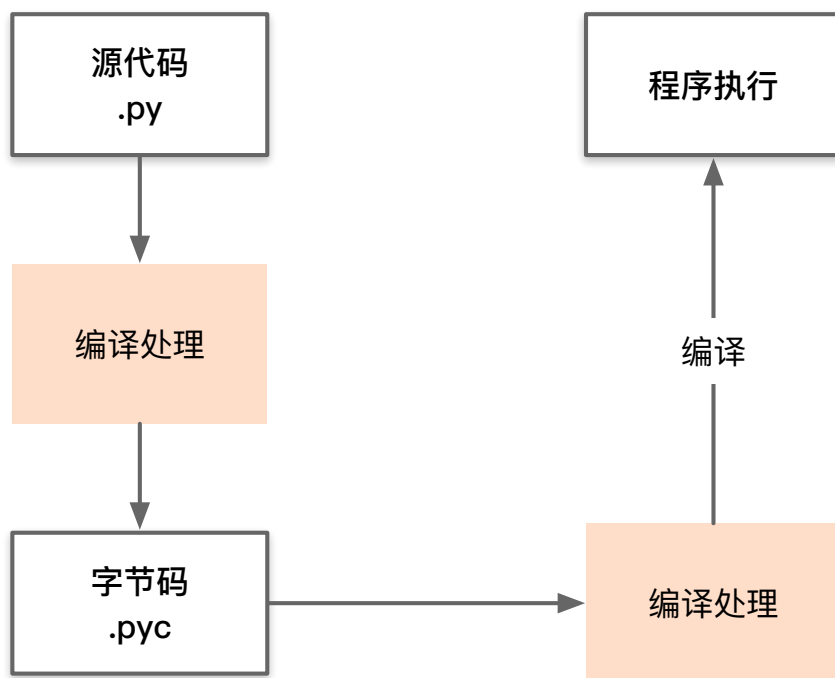 源代码
.py
编译处理
字节码
.pyc
编译处理
编译
程序执行